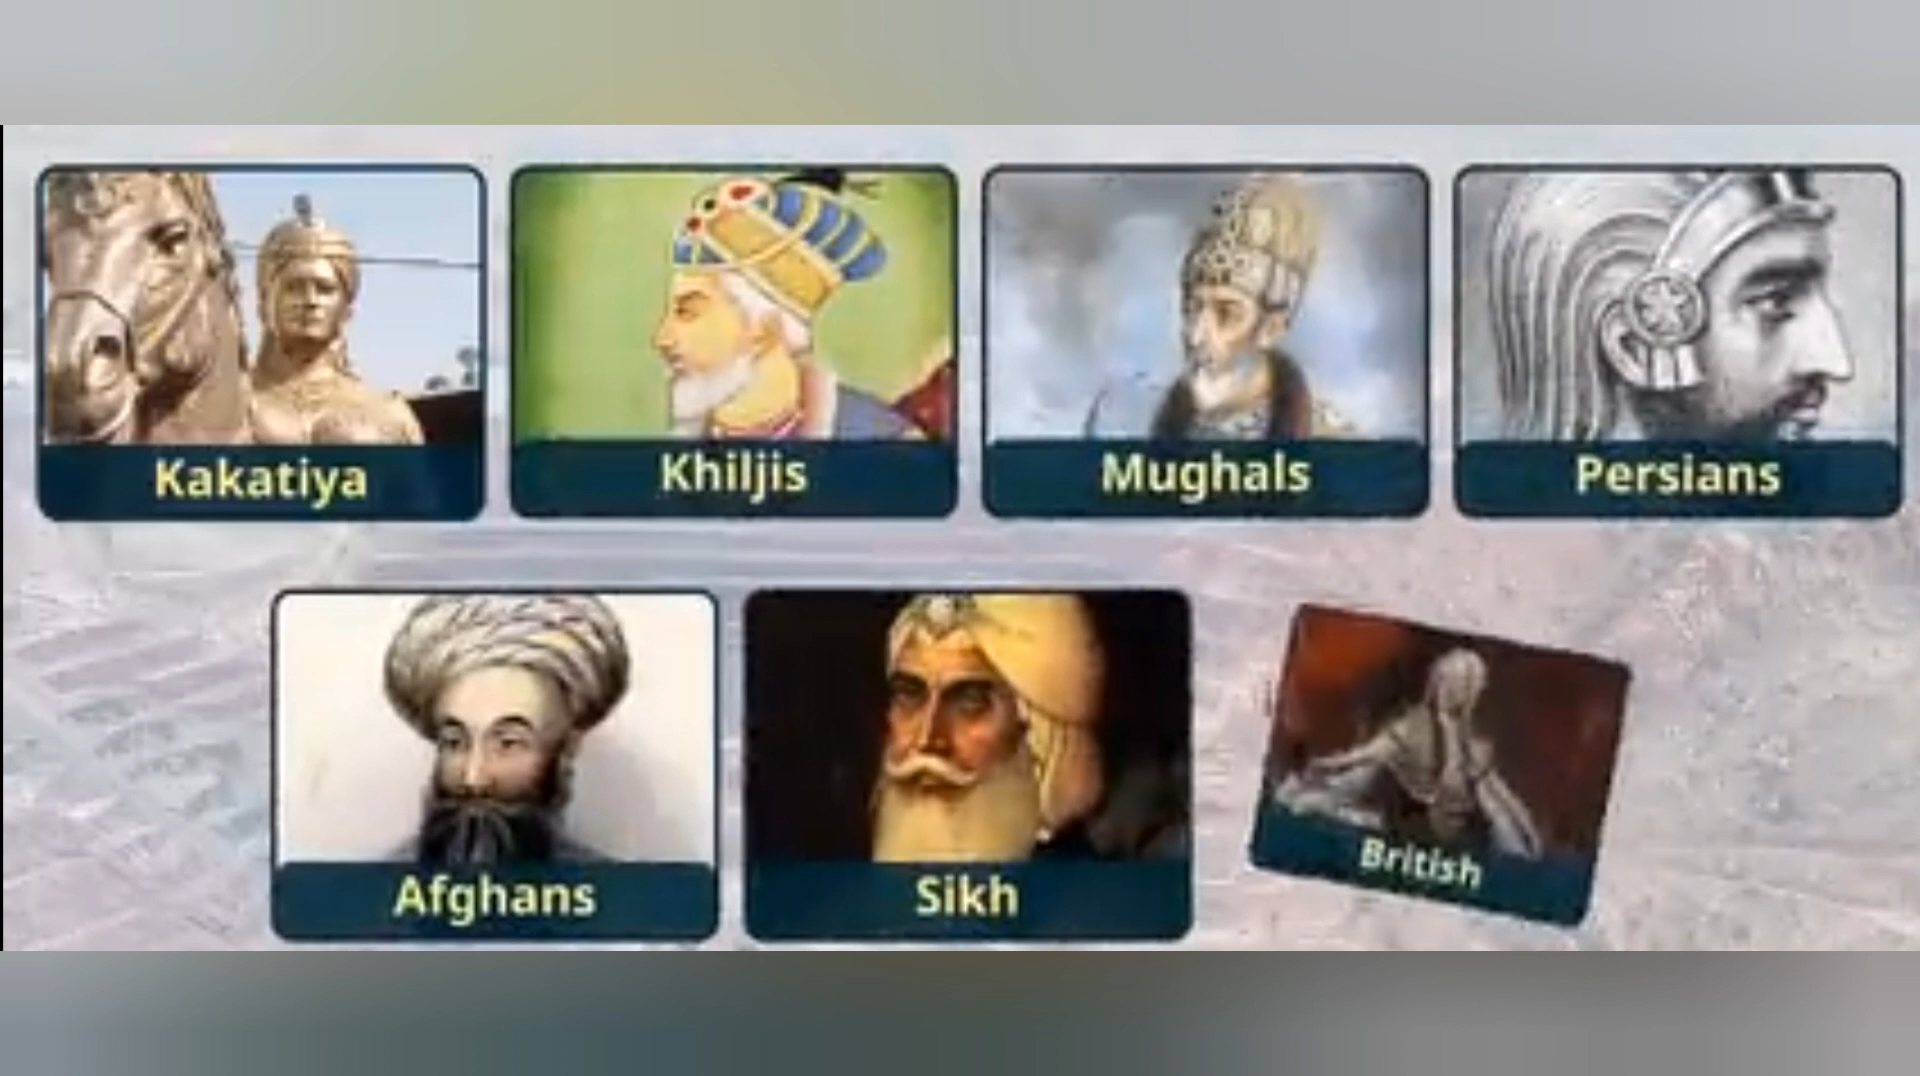 Kakatiya
Khiljis
Mughals
Persians
Afghans
Sikh
British